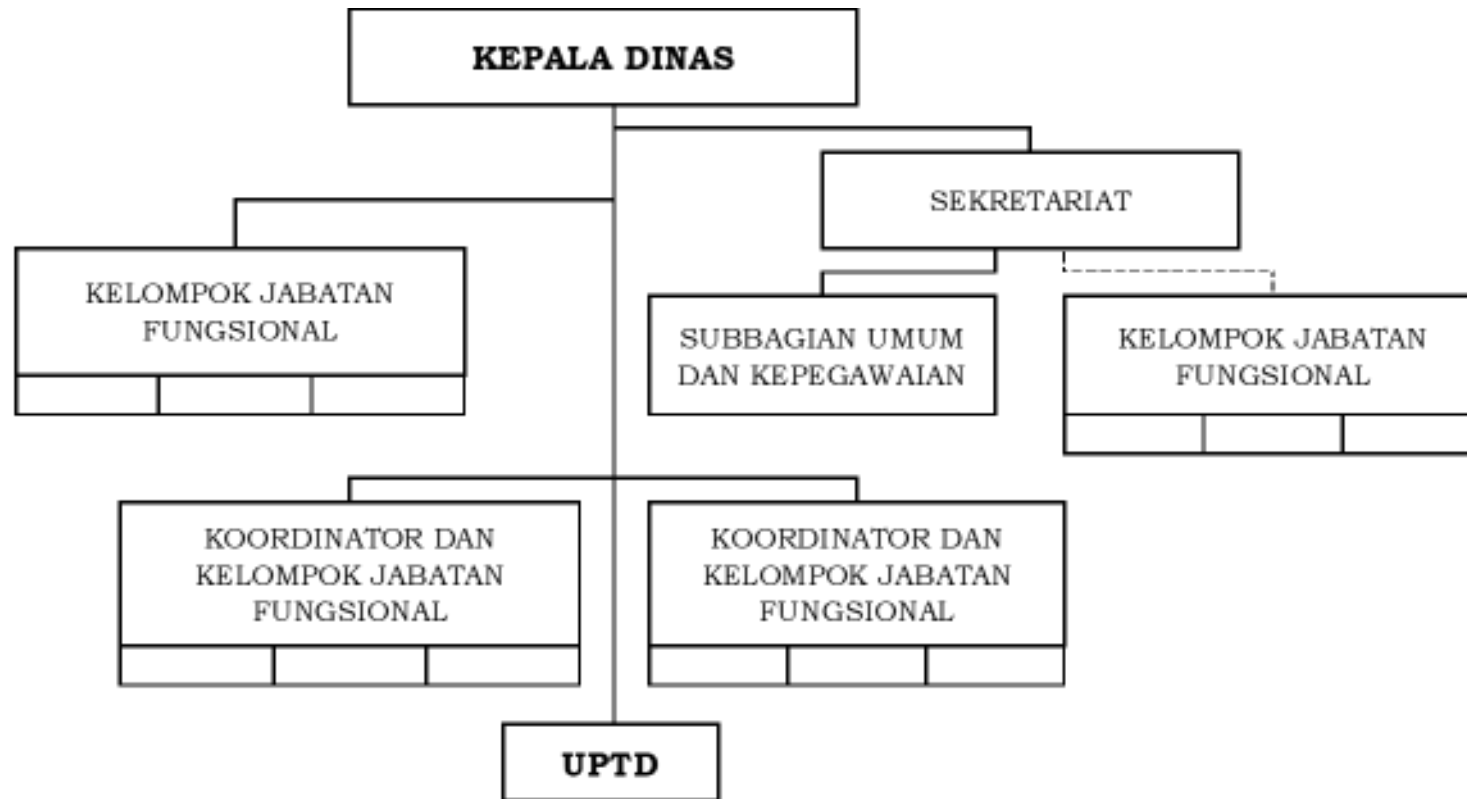 KEPALA DINAS
SEKRETARIAT
KELOMPOK JABATAN
FUNGSIONAL
SUBBAGIAN UMUM
DAN KEPEGAWAIAN
KELOMPOK JABATAN
FUNGSIONAL
KOORDINATOR DAN
KELOMPOK JABATAN
FUNGSIONAL
KOORDINATOR DAN
KELOMPOK JABATAN
FUNGSIONAL
UPTD